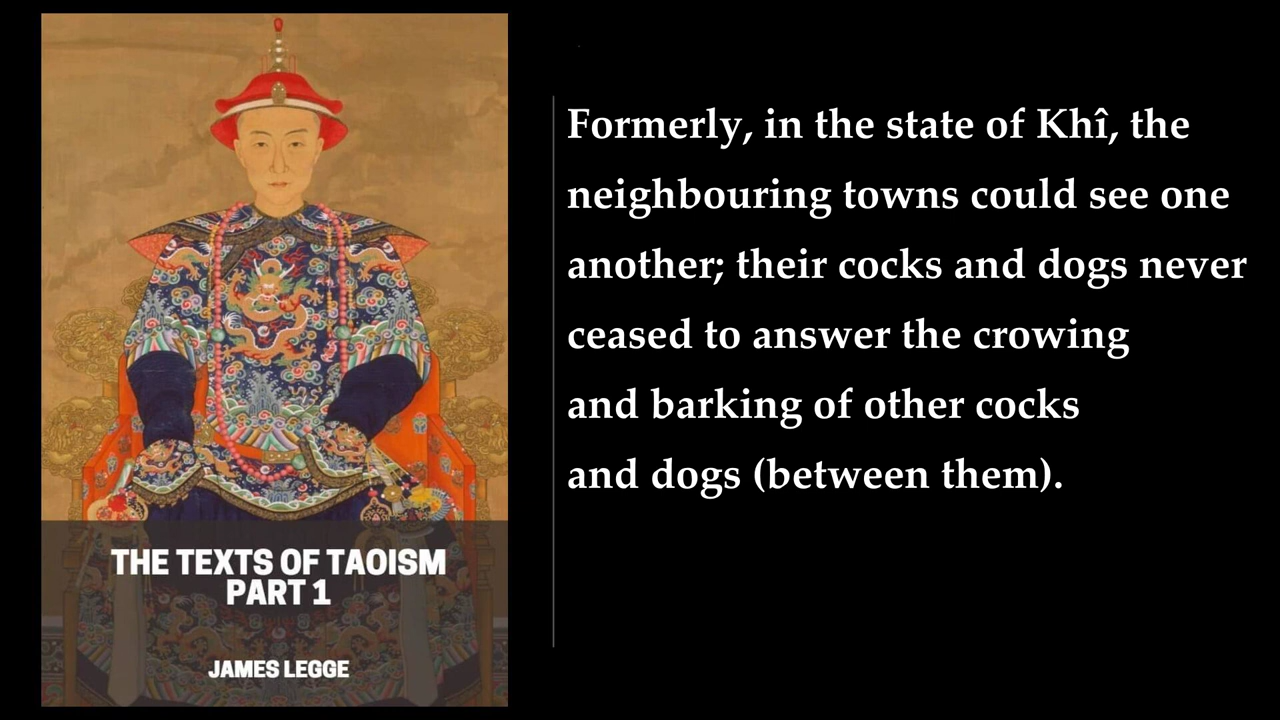 THE TEXTS OF TAOISM
PART 1
JAMES LEGGE
Formerly, in the state of Khî, the
neighbouring towns could see one
another; their cocks and dogs never
ceased to answer the crowing
and barking of other cocks
and dogs (between them).